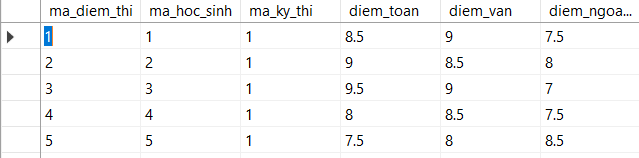 ma_diem_thi ma_hoc_sinh ma_ky_thi diem_toan diem_van diem_ngoa...
1 1 1 8.5 9 7.5
2 2 1 9 8.5 8
3 3 1 9.5 9 7
4 4 1 8 8.5 7.5
5 5 1 7.5 8 8.5